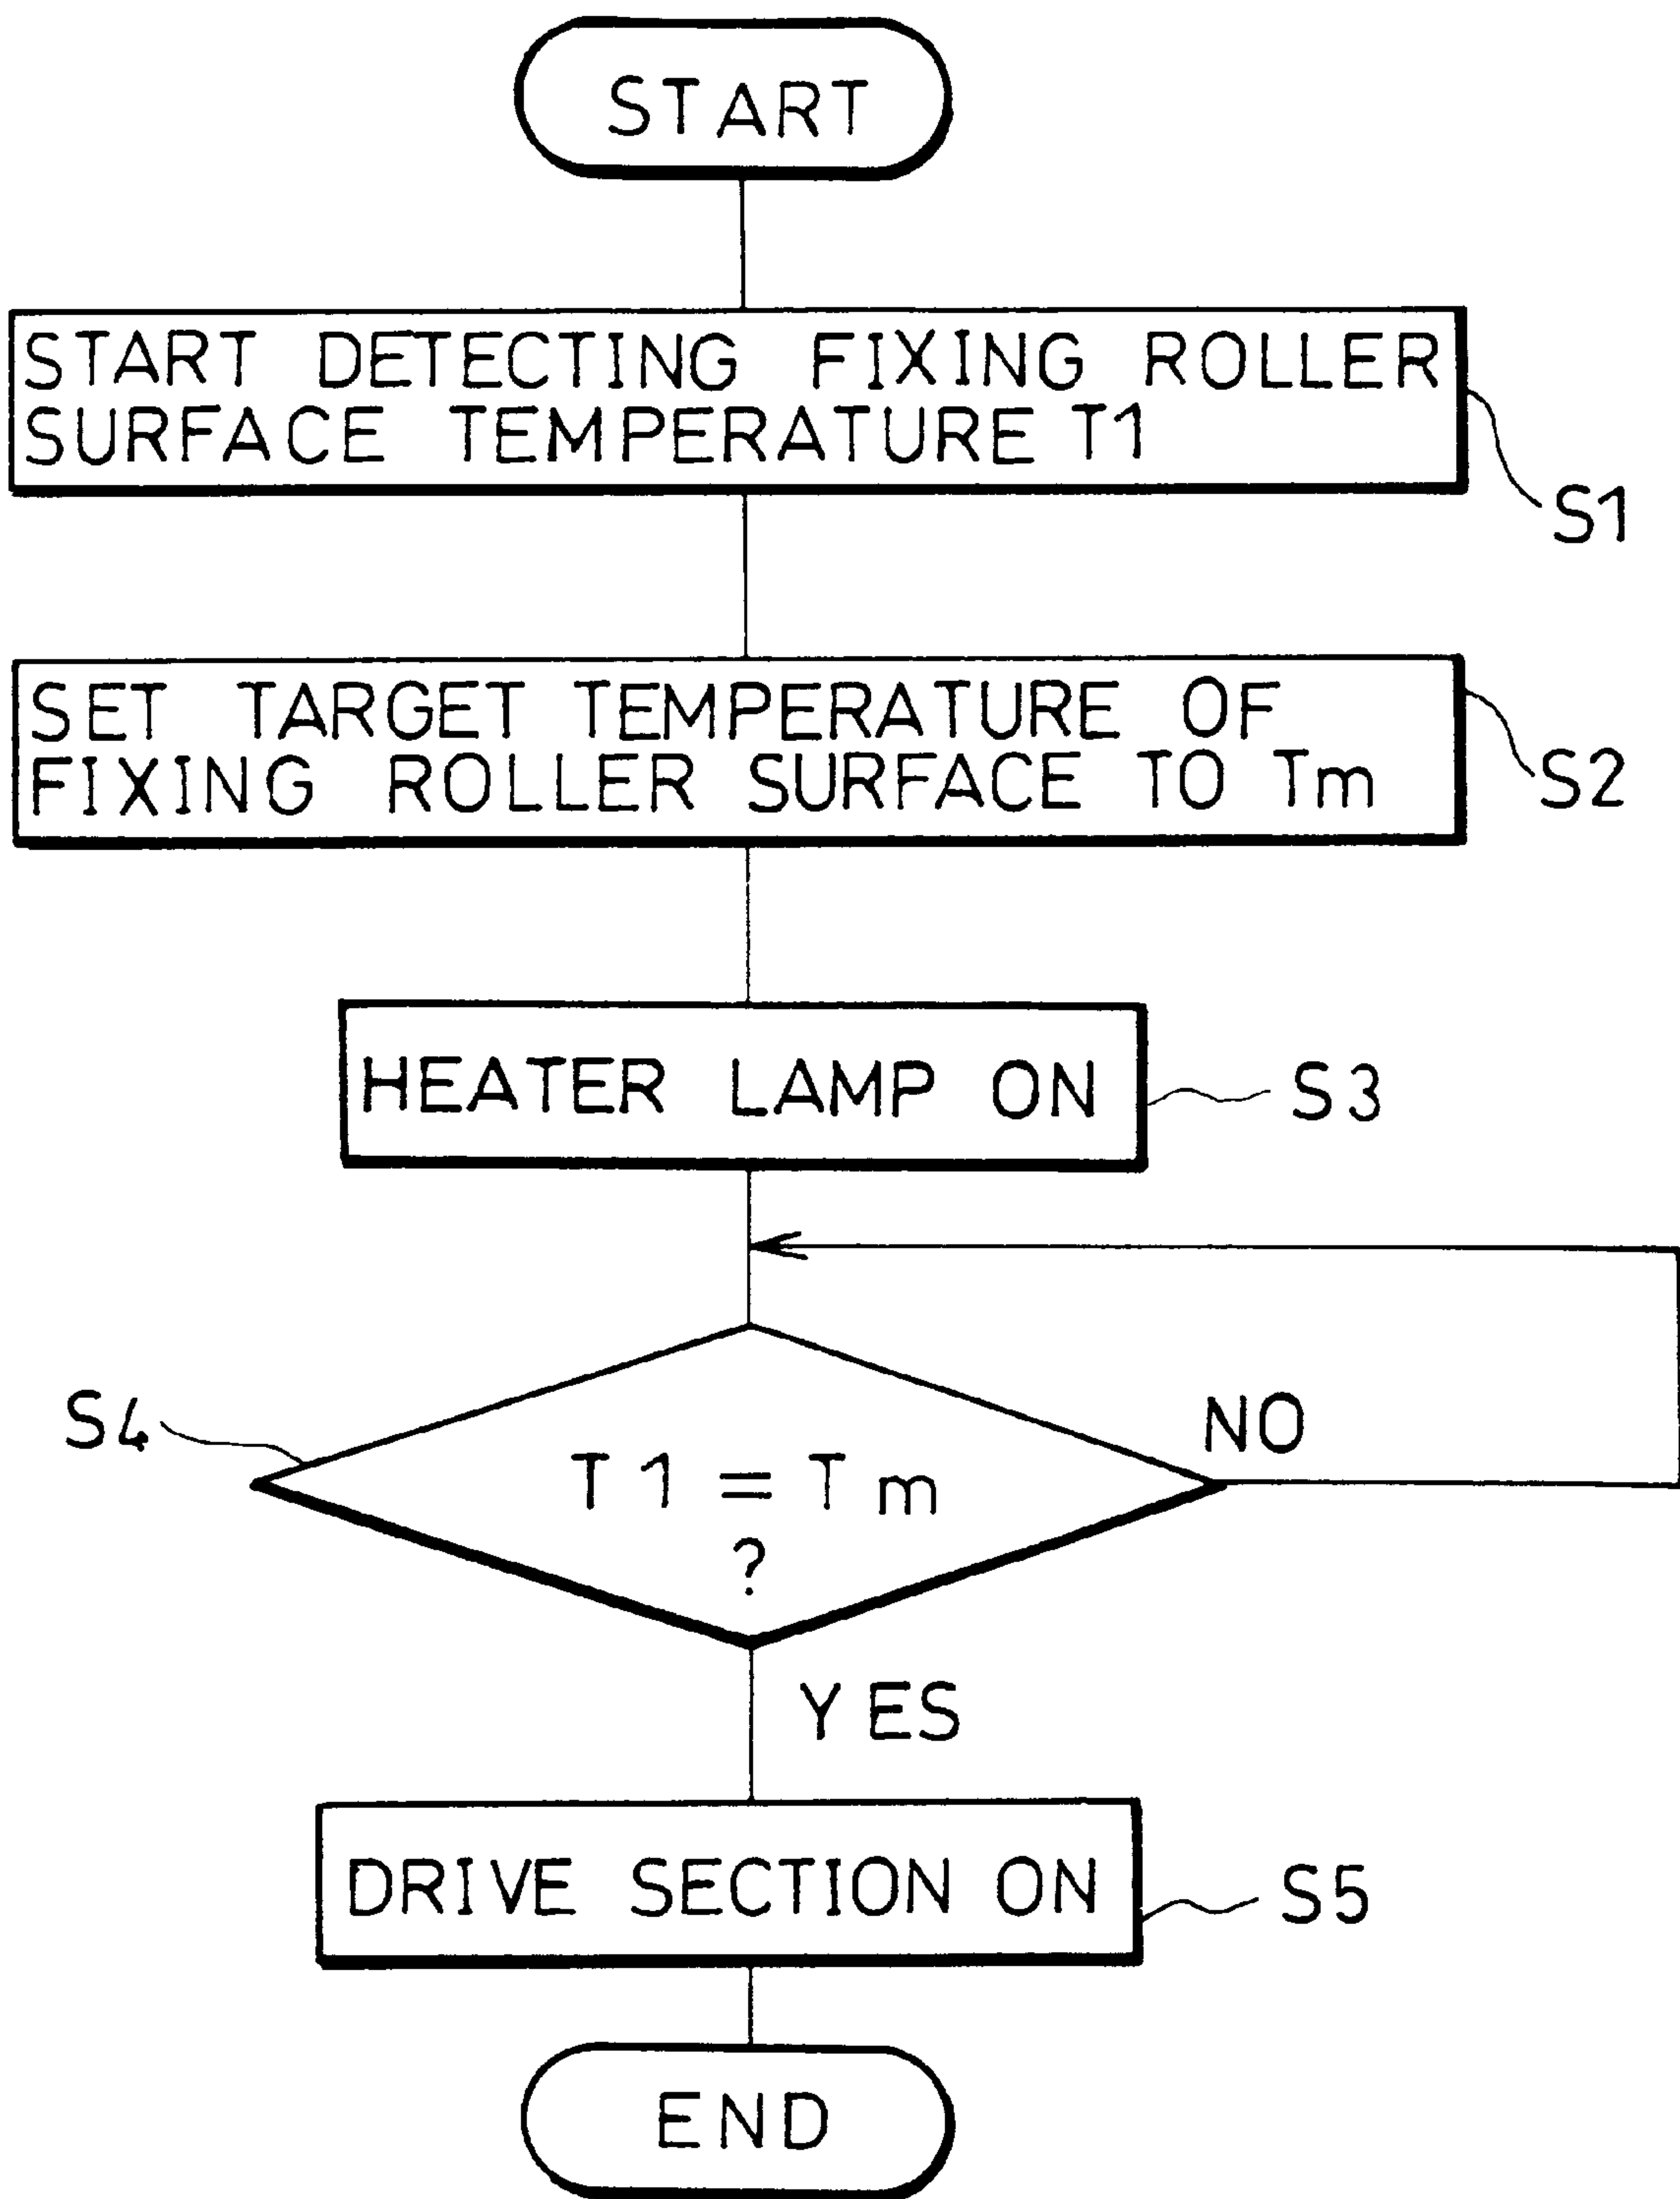 START
START DETECTING FIXING ROLLER
SURFACE TEMPERATURE T1
S1
SET TARGET TEMPERATURE OF
FIXING ROLLER SURFACE TO Tm
S2
HEATER LAMP ON
S3
S4
T1=Tm
?
NO
YES
DRIVE SECTION ON
S5
END